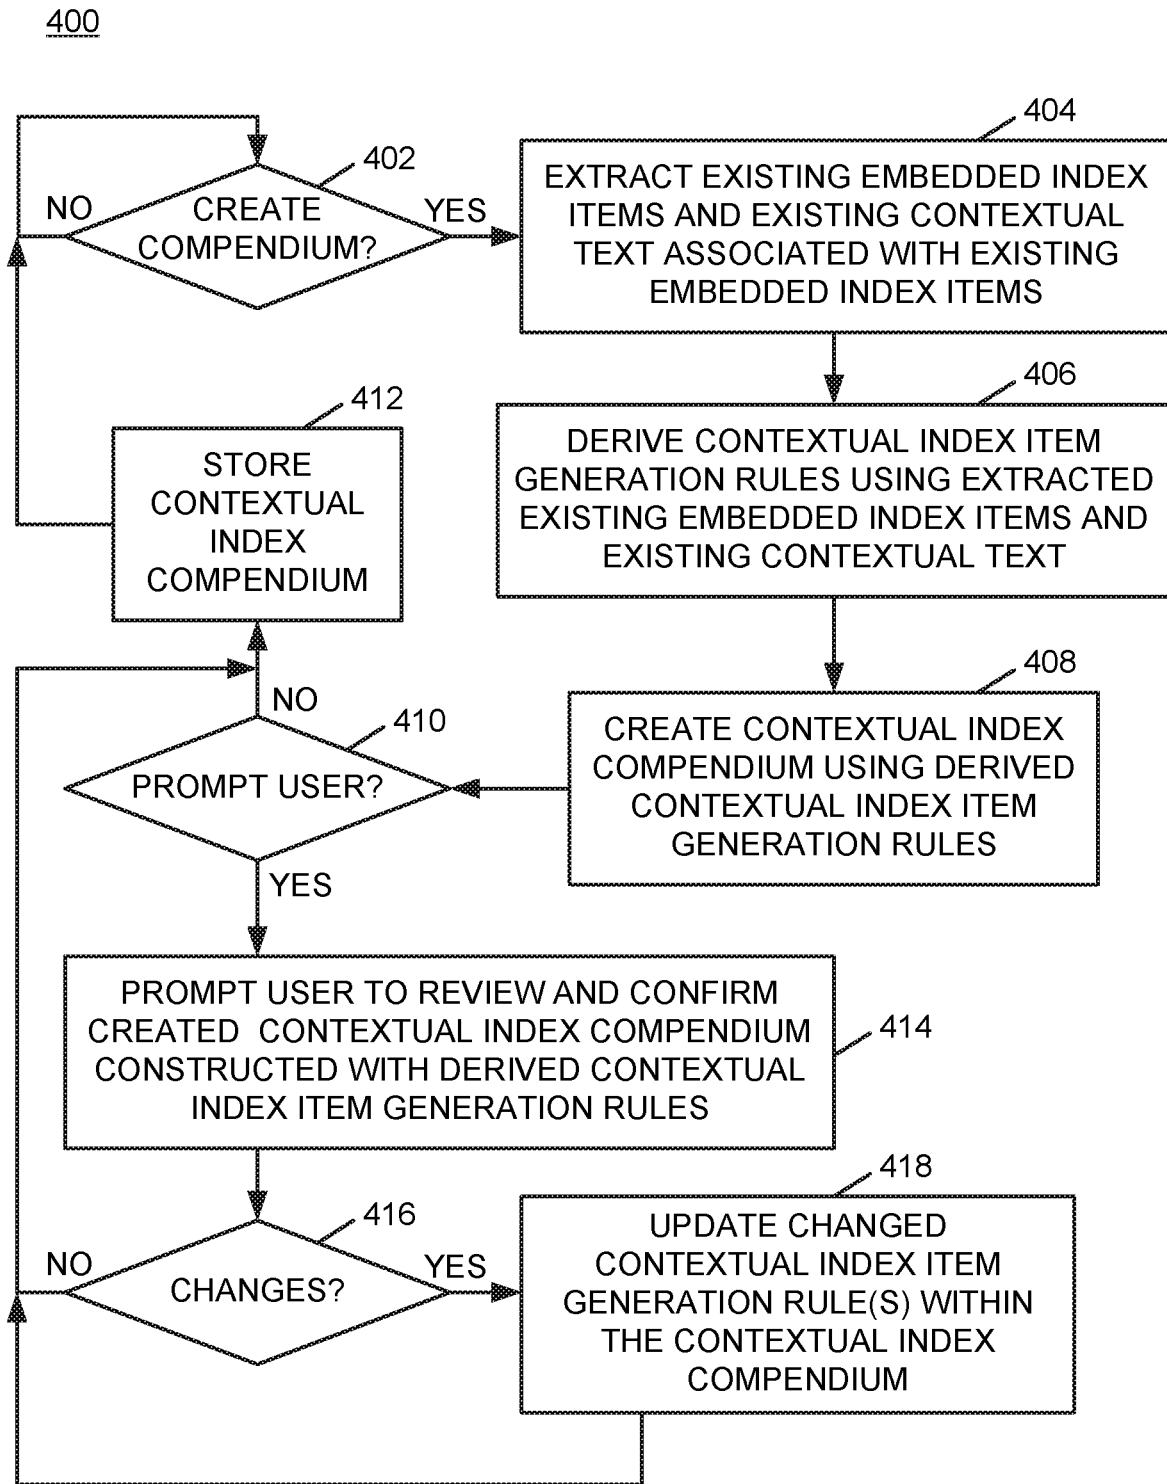 400
402
CREATE
COMPENDIUM?
NO
YES
404
EXTRACT EXISTING EMBEDDED INDEX
ITEMS AND EXISTING CONTEXTUAL
TEXT ASSOCIATED WITH EXISTING
EMBEDDED INDEX ITEMS
406
DERIVE CONTEXTUAL INDEX ITEM
GENERATION RULES USING EXTRACTED
EXISTING EMBEDDED INDEX ITEMS AND
EXISTING CONTEXTUAL TEXT
408
CREATE CONTEXTUAL INDEX
COMPENDIUM USING DERIVED
CONTEXTUAL INDEX ITEM
GENERATION RULES
410
PROMPT USER?
NO
YES
412
STORE
CONTEXTUAL
INDEX
COMPENDIUM
414
PROMPT USER TO REVIEW AND CONFIRM
CREATED  CONTEXTUAL INDEX COMPENDIUM
CONSTRUCTED WITH DERIVED CONTEXTUAL
INDEX ITEM GENERATION RULES
416
CHANGES?
NO
YES
418
UPDATE CHANGED
CONTEXTUAL INDEX ITEM
GENERATION RULE(S) WITHIN
THE CONTEXTUAL INDEX
COMPENDIUM